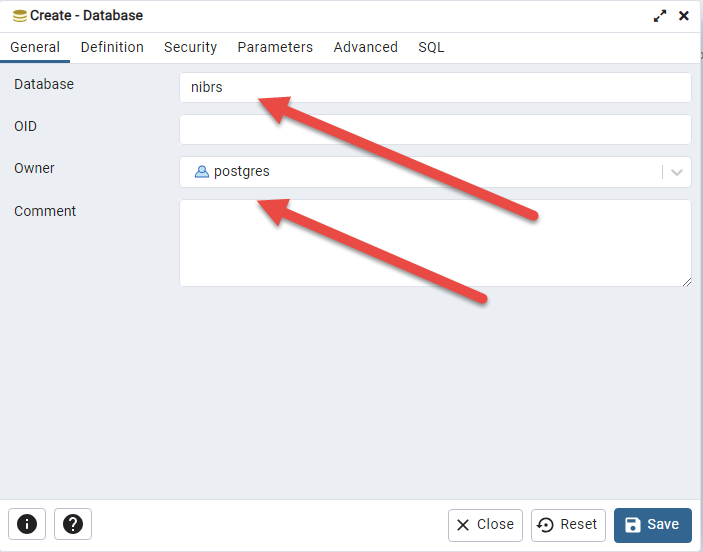 Create - Database
General Definition Security Parameters Advanced SQL
Database nibrs
OID
Owner postgres
Comment
Close Reset Save